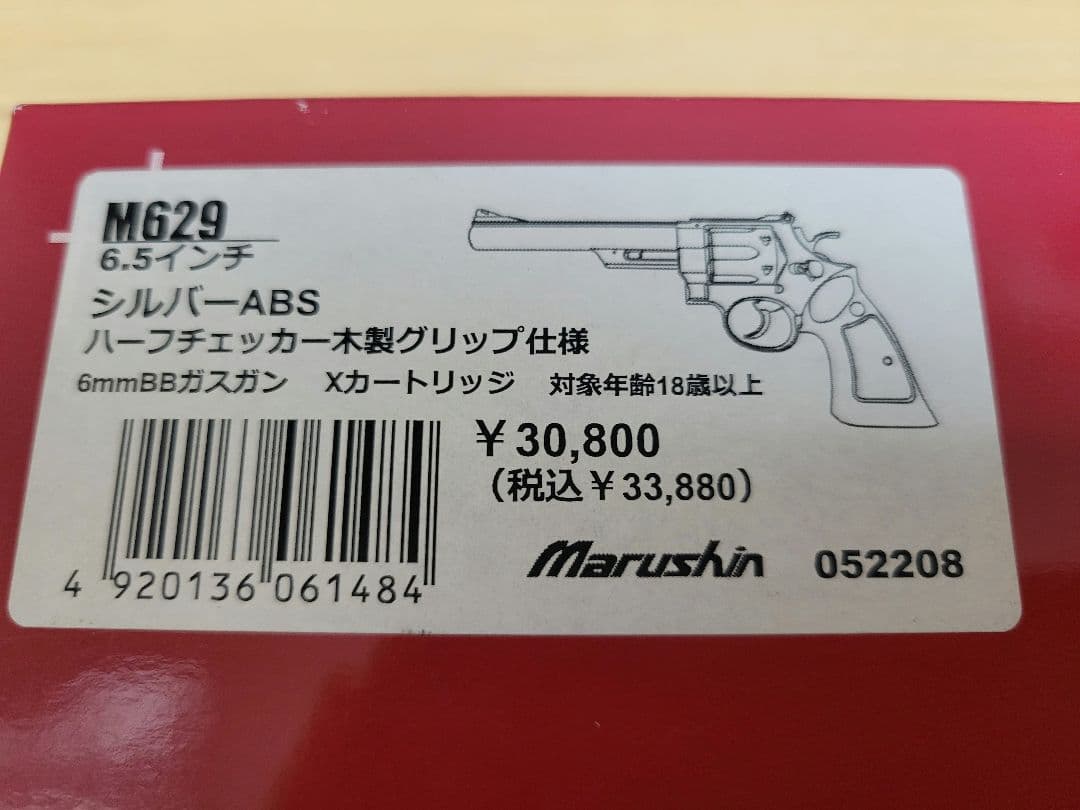 M629
6.5インチ
シルバーABS
ハーフチェッカー木製グリップ仕様
6mmBBガスガン Xカートリッジ 対象年齢18歳以上
￥30,800
（税込￥33,880）
Marushin 052208
4 920136 061484